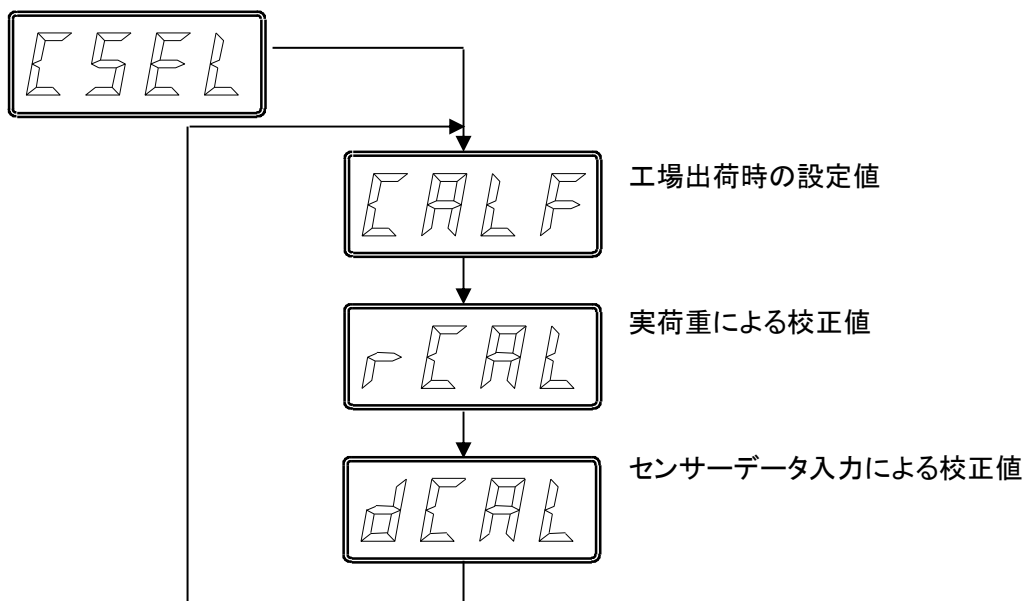 CSEL
CALF
工場出荷時の設定値
rCAL
実荷重による校正値
dCAL
センサーデータ入力による校正値